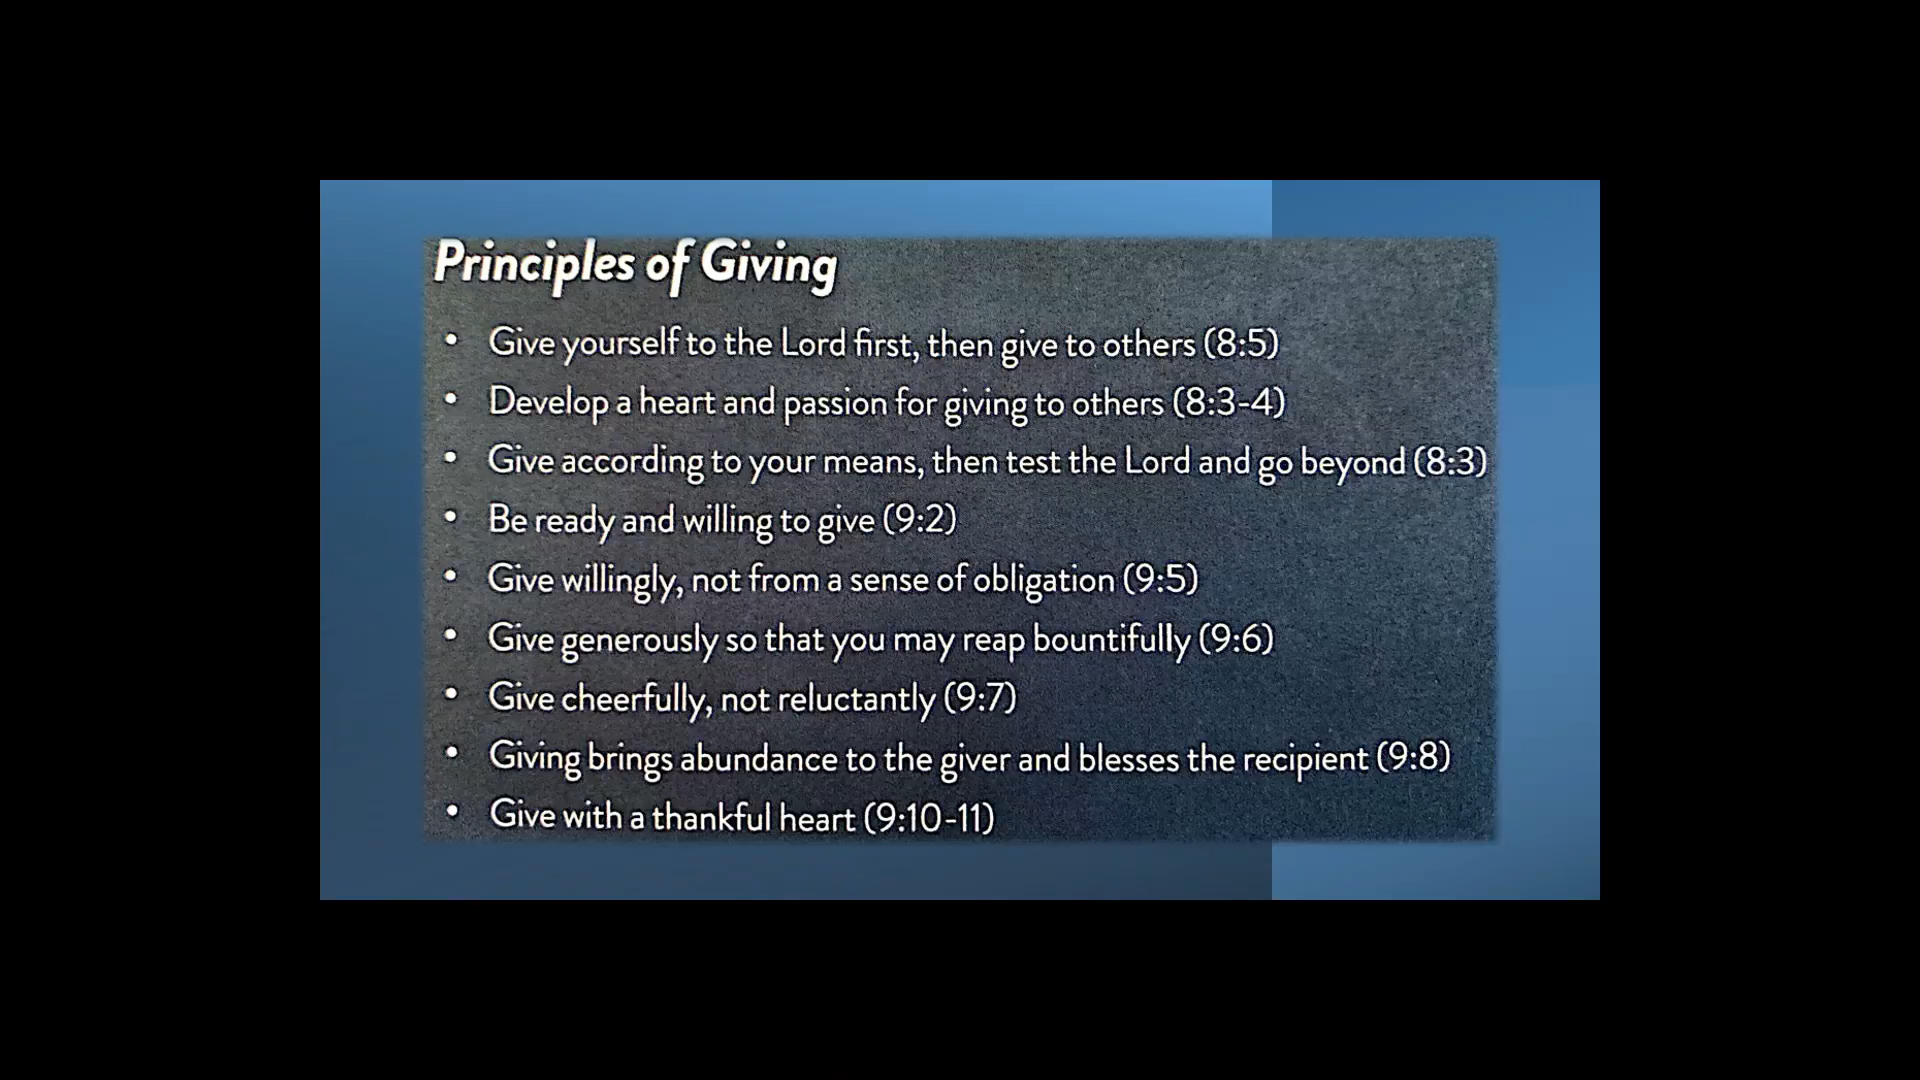 Principles of Giving
• Give yourself to the Lord first, then give to others (8:5)
• Develop a heart and passion for giving to others (8:3-4)
• Give according to your means, then test the Lord and go beyond (8:3)
• Be ready and willing to give (9:2)
• Give willingly, not from a sense of obligation (9:5)
• Give generously so that you may reap bountifully (9:6)
• Give cheerfully, not reluctantly (9:7)
• Giving brings abundance to the giver and blesses the recipient (9:8)
• Give with a thankful heart (9:10-11)